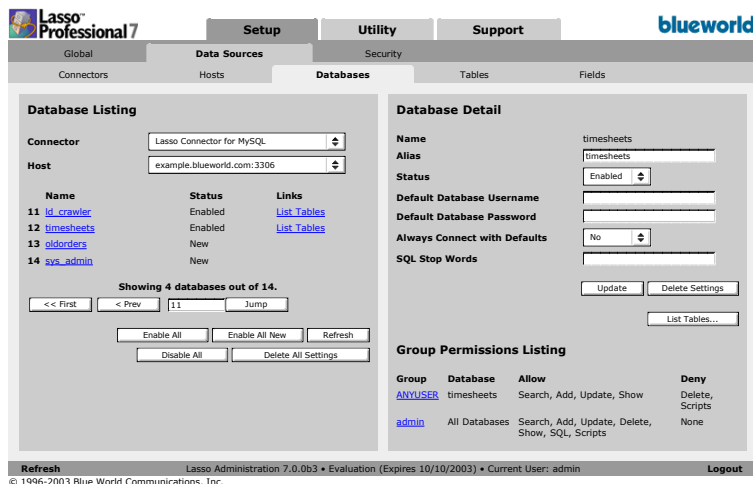 Lasso™
Professional 7
Setup
Utility
Support
blueworld
Global
Data Sources
Security
Connectors
Hosts
Databases
Tables
Fields
Database Listing
Connector
Lasso Connector for MySQL
Host
example.blueworld.com:3306
Name Status Links
11 ld_crawler Enabled List Tables
12 timesheets Enabled List Tables
13 oldorders New
14 sys_admin New
Showing 4 databases out of 14.
<< First
< Prev
11
Jump
Enable All
Enable All New
Refresh
Disable All
Delete All Settings
Database Detail
Name timesheets
Alias timesheets
Status Enabled
Default Database Username
Default Database Password
Always Connect with Defaults No
SQL Stop Words
Update
Delete Settings
List Tables...
Group Permissions Listing
Group Database Allow Deny
ANYUSER timesheets Search, Add, Update, Show Delete,
Scripts
admin All Databases Search, Add, Update, Delete, None
Show, SQL, Scripts
Refresh
Lasso Administration 7.0.0b3 • Evaluation (Expires 10/10/2003) • Current User: admin
Logout
© 1996-2003 Blue World Communications, Inc.